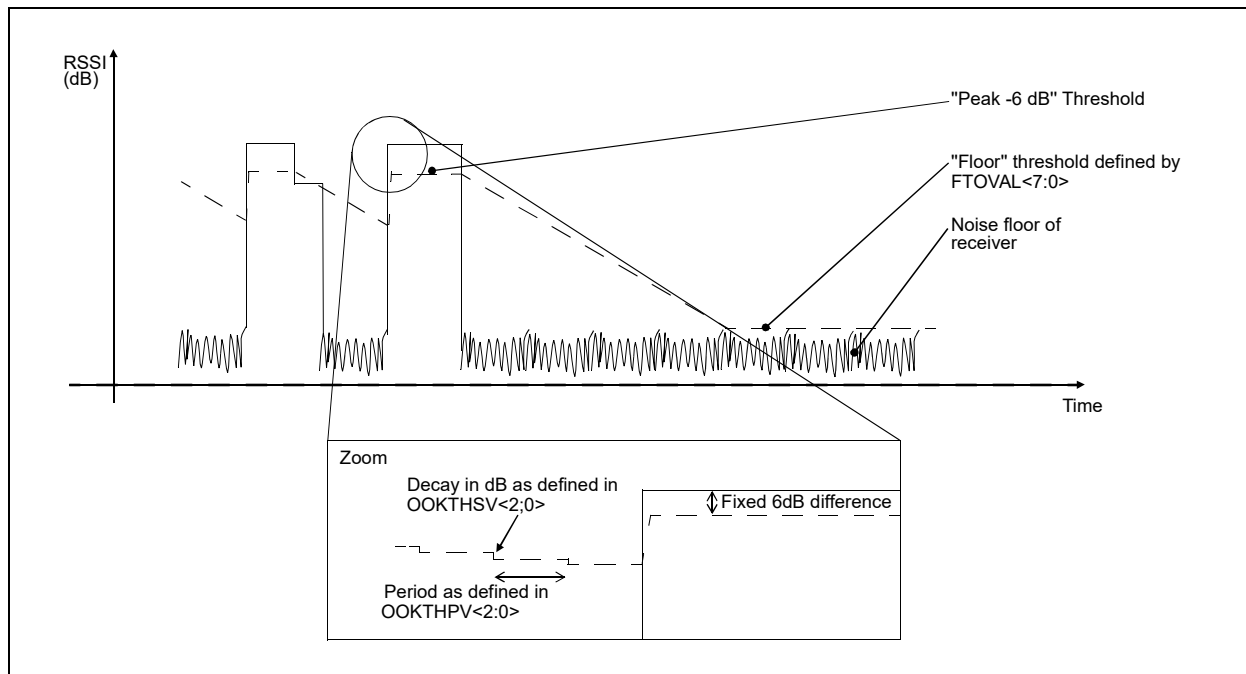 RSSI
(dB)
"Peak -6 dB" Threshold
"Floor" threshold defined by
FTOVAL<7:0>
Noise floor of
receiver
Time
Zoom
Decay in dB as defined in
OOKTHSV<2;0>
Fixed 6dB difference
Period as defined in
OOKTHPV<2:0>